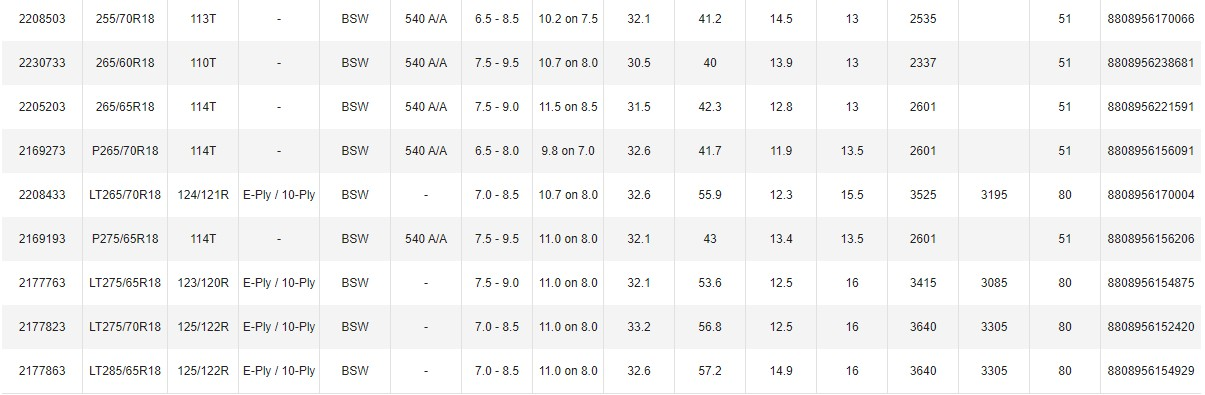 2208503 255/70R18 113T - BSW 540 A/A 6.5 - 8.5 10.2 on 7.5 32.1 41.2 14.5 13 2535 51 8808956170066
2230733 265/60R18 110T - BSW 540 A/A 7.5 - 9.5 10.7 on 8.0 30.5 40 13.9 13 2337 51 8808956238681
2205203 265/65R18 114T - BSW 540 A/A 7.5 - 9.0 11.5 on 8.5 31.5 42.3 12.8 13 2601 51 8808956221591
2169273 P265/70R18 114T - BSW 540 A/A 6.5 - 8.0 9.8 on 7.0 32.6 41.7 11.9 13.5 2601 51 8808956156091
2208433 LT265/70R18 124/121R E-Ply / 10-Ply BSW - 7.0 - 8.5 10.7 on 8.0 32.6 55.9 12.3 15.5 3525 3195 80 8808956170004
2169193 P275/65R18 114T - BSW 540 A/A 7.5 - 9.5 11.0 on 8.0 32.1 43 13.4 13.5 2601 51 8808956156206
2177763 LT275/65R18 123/120R E-Ply / 10-Ply BSW - 7.5 - 9.0 11.0 on 8.0 32.1 53.6 12.5 16 3415 3085 80 8808956154875
2177823 LT275/70R18 125/122R E-Ply / 10-Ply BSW - 7.0 - 8.5 11.0 on 8.0 33.2 56.8 12.5 16 3640 3305 80 8808956152420
2177863 LT285/65R18 125/122R E-Ply / 10-Ply BSW - 7.0 - 8.5 11.0 on 8.0 32.6 57.2 14.9 16 3640 3305 80 8808956154929